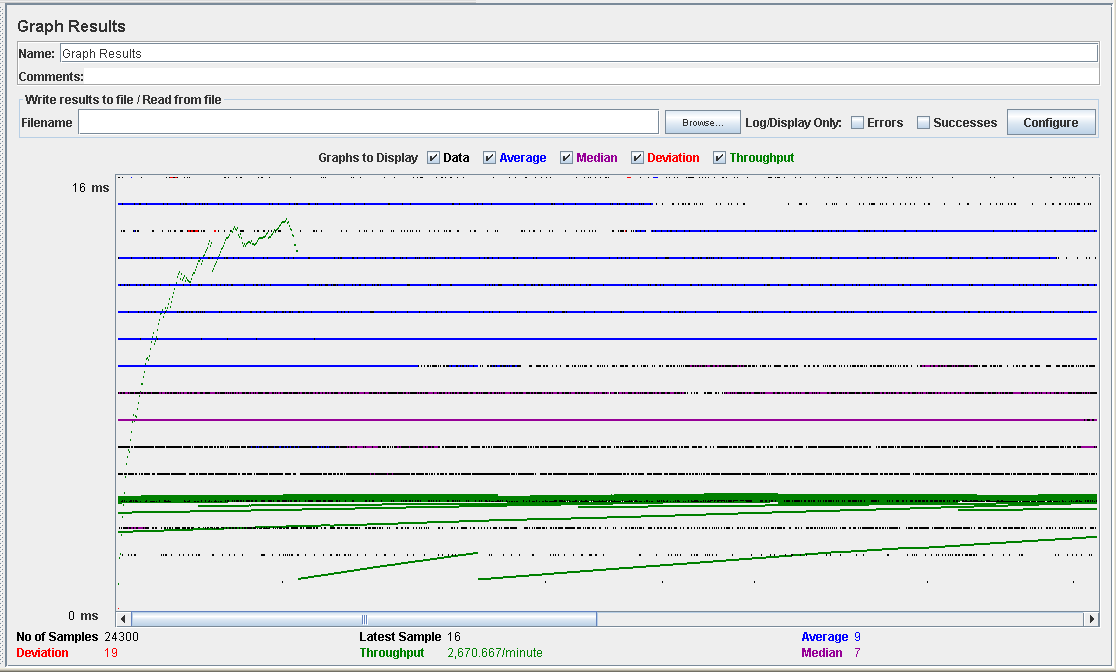 Graph Results
Name: Graph Results
Comments:
Write results to file / Read from file
Filename Browse... Log/Display Only: Errors Successes Configure
Graphs to Display Data Average Median Deviation Throughput
16 ms
0 ms
No of Samples 24300 Latest Sample 16 Average 9
Deviation 19 Throughput 2,670.667/minute Median 7